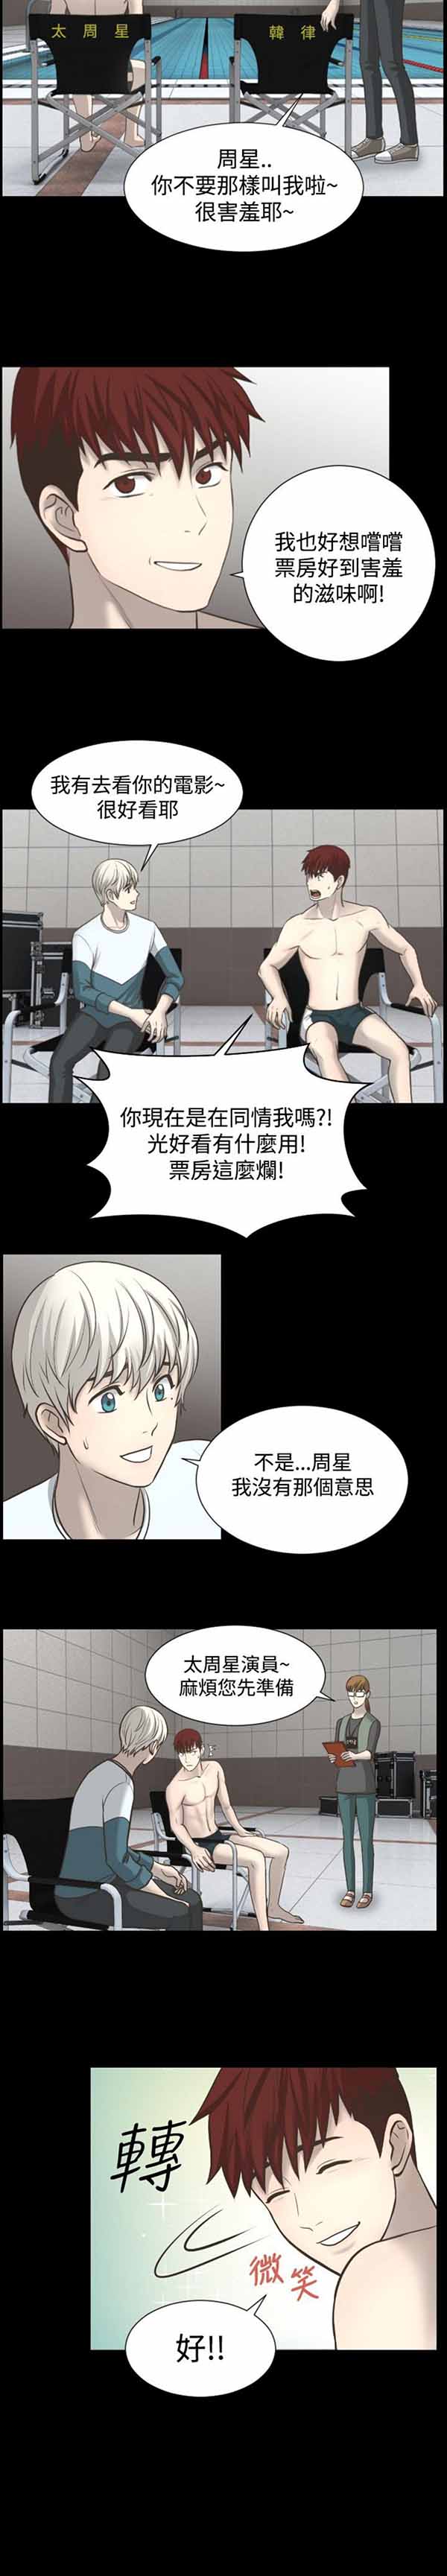 太周星
韓律
周星..
你不要那樣叫我啦~
很害羞耶~
我也好想嚐嚐
票房好到害羞
的滋味啊!
我有去看你的電影~
很好看耶
你現在是在同情我嗎?!
光好看有什麼用!
票房這麼爛!
不是...周星
我沒有那個意思
太周星演員~
麻煩您先準備
轉
微笑
好!!